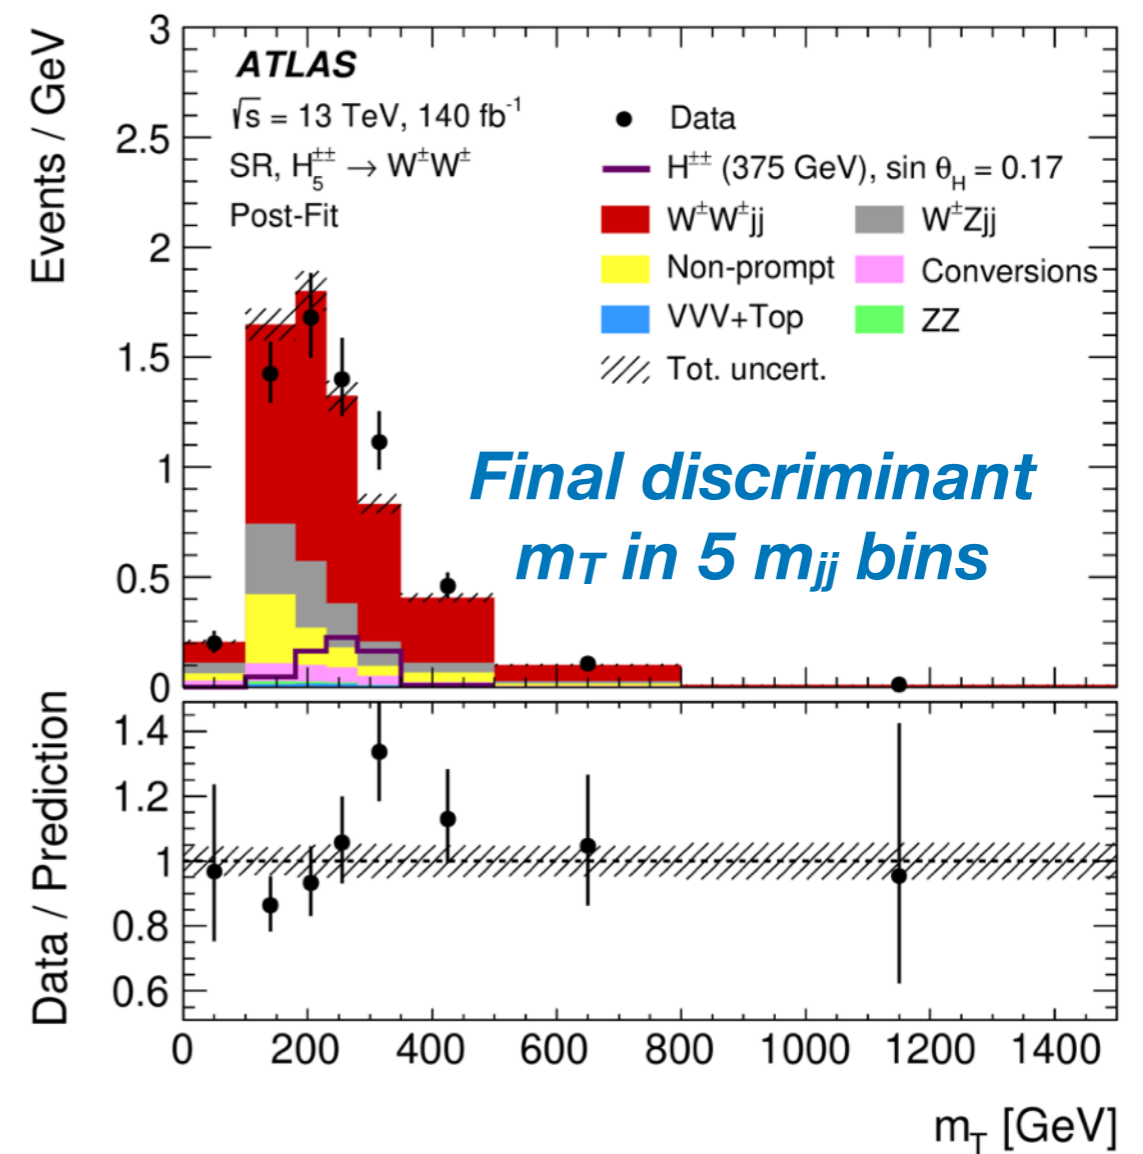 ATLAS
√s = 13 TeV, 140 fb⁻¹
SR, H₅^±± → W^±W^±
Post-Fit
Data
H^±± (375 GeV), sin θ_H = 0.17
W^±W^±jj
W^±Zjj
Non-prompt
Conversions
VVV+Top
ZZ
Tot. uncert.
Final discriminant
m_T in 5 m_jj bins
Events / GeV
3
2.5
2
1.5
1
0.5
0
Data / Prediction
1.4
1.2
1
0.8
0.6
0 200 400 600 800 1000 1200 1400
m_T [GeV]